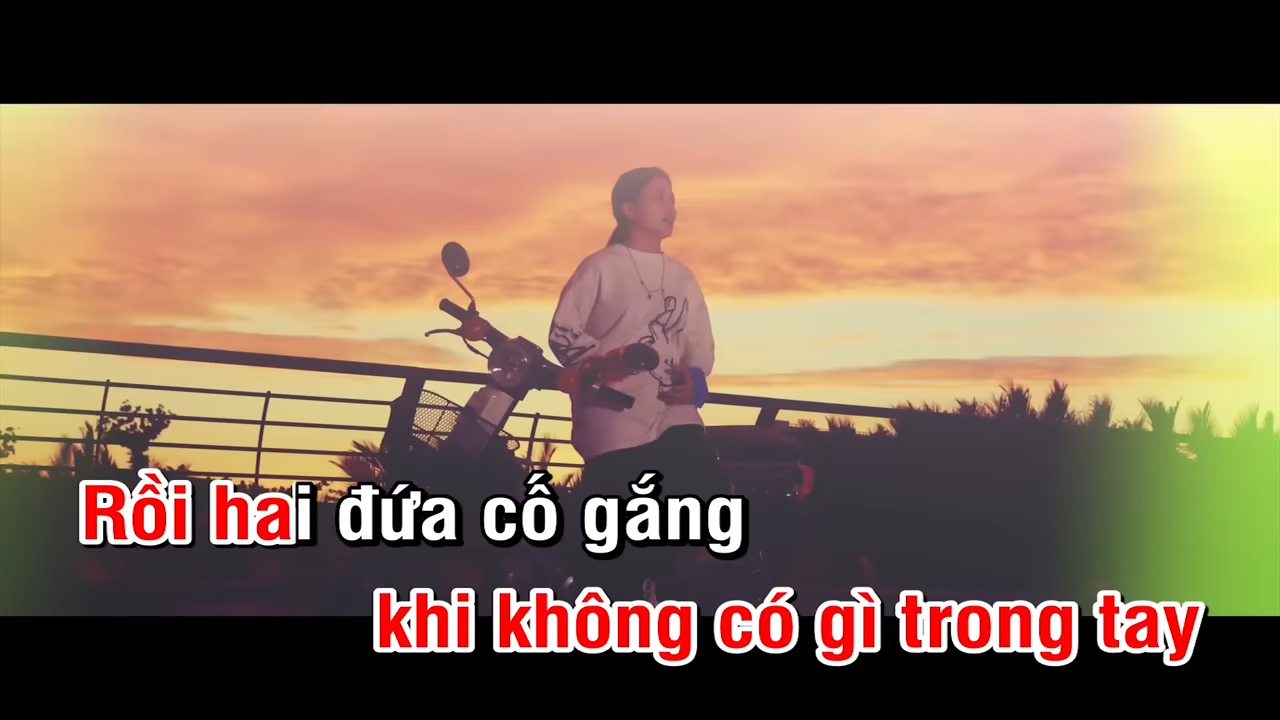 Rồi hai đứa cố gắng
khi không có gì trong tay